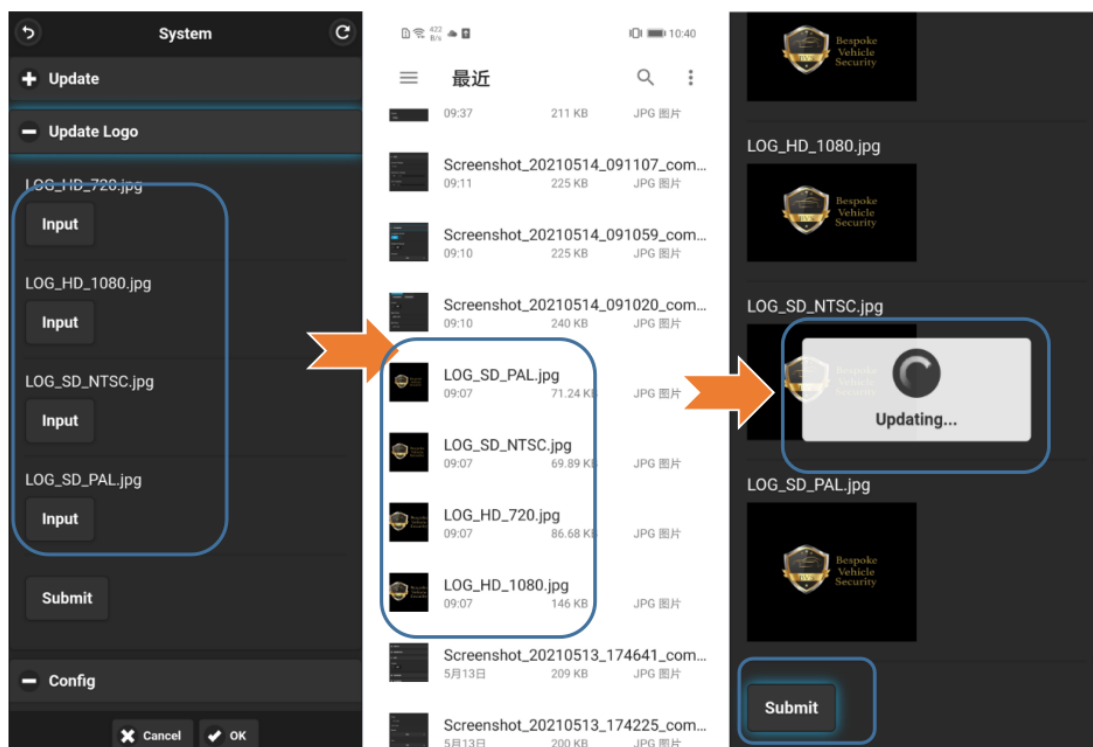 System
Update
Update Logo
LOG_HD_720.jpg
Input
LOG_HD_1080.jpg
Input
LOG_SD_NTSC.jpg
Input
LOG_SD_PAL.jpg
Input
Submit
Config
Cancel
OK
422
B/s
10:40
最近
09:37 211 KB JPG 图片
Screenshot_20210514_091107_com...
09:11 225 KB JPG 图片
Screenshot_20210514_091059_com...
09:10 225 KB JPG 图片
Screenshot_20210514_091020_com...
09:10 240 KB JPG 图片
LOG_SD_PAL.jpg
09:07 71.24 KB JPG 图片
LOG_SD_NTSC.jpg
09:07 69.89 KB JPG 图片
LOG_HD_720.jpg
09:07 86.68 KB JPG 图片
LOG_HD_1080.jpg
09:07 146 KB JPG 图片
Screenshot_20210513_174641_com...
5月13日 209 KB JPG 图片
Screenshot_20210513_174225_com...
5月13日 200 KB JPG 图片
Bespoke
Vehicle
Security
LOG_HD_1080.jpg
Bespoke
Vehicle
Security
LOG_SD_NTSC.jpg
Updating...
LOG_SD_PAL.jpg
Bespoke
Vehicle
Security
Submit